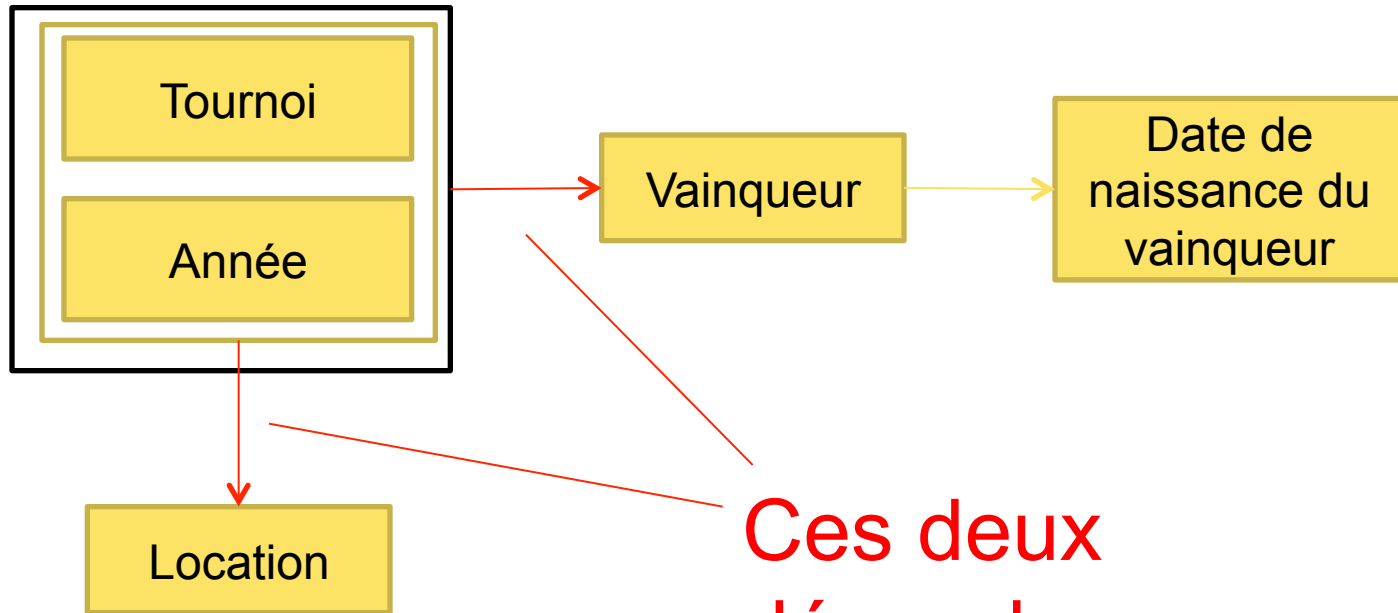 Tournoi
Année
Vainqueur
Date de
naissance du
vainqueur
Location
Ces deux